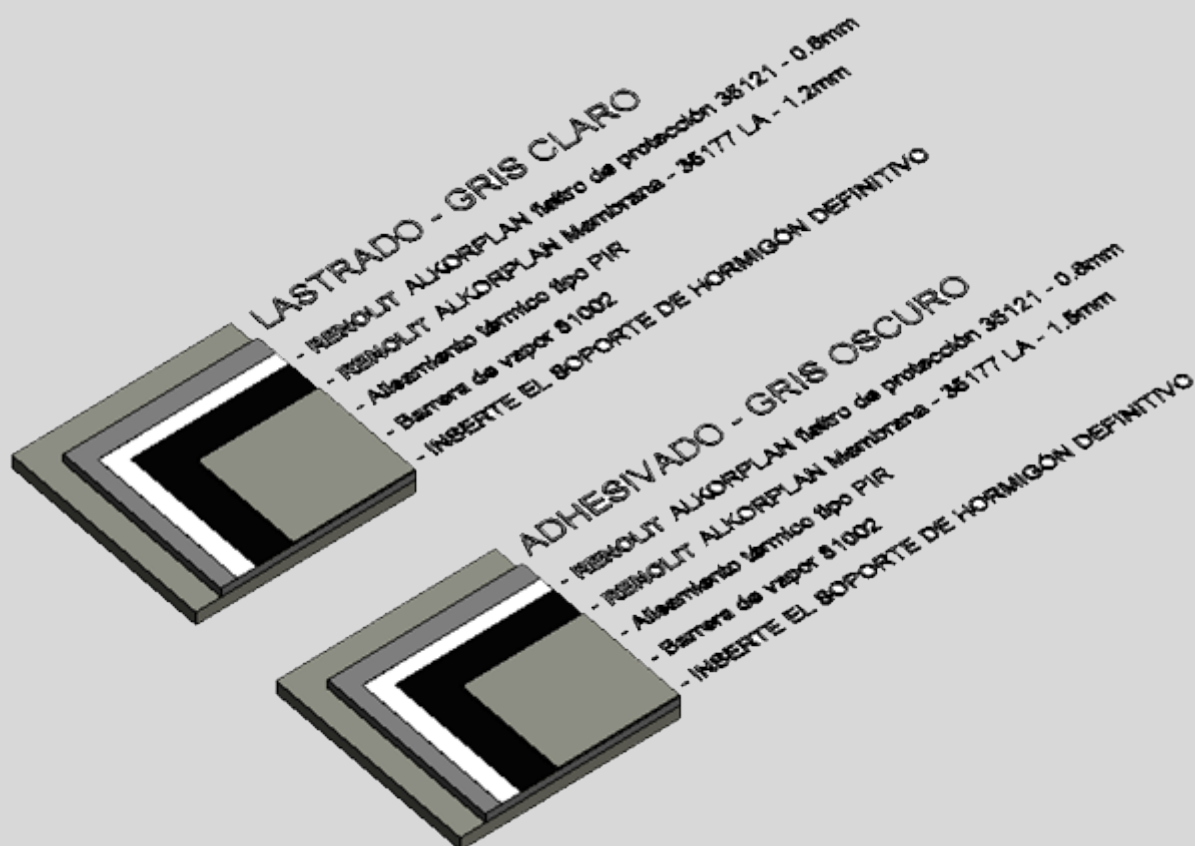 LASTRADO - GRIS CLARO
- RENOLIT ALKORPLAN fieltro de protección 35121 - 0.8mm
- RENOLIT ALKORPLAN Membrana - 35177 LA - 1.2mm
- Aileamiento térmico tipo PIR
- Barrera de vapor 81002
- INSERTE EL SOPORTE DE HORMIGÓN DEFINITIVO
ADHESIVADO - GRIS OSCURO
- RENOLIT ALKORPLAN fieltro de protección 35121 - 0.8mm
- RENOLIT ALKORPLAN Membrana - 35177 LA - 1.5mm
- Aileamiento térmico tipo PIR
- Barrera de vapor 81002
- INSERTE EL SOPORTE DE HORMIGÓN DEFINITIVO